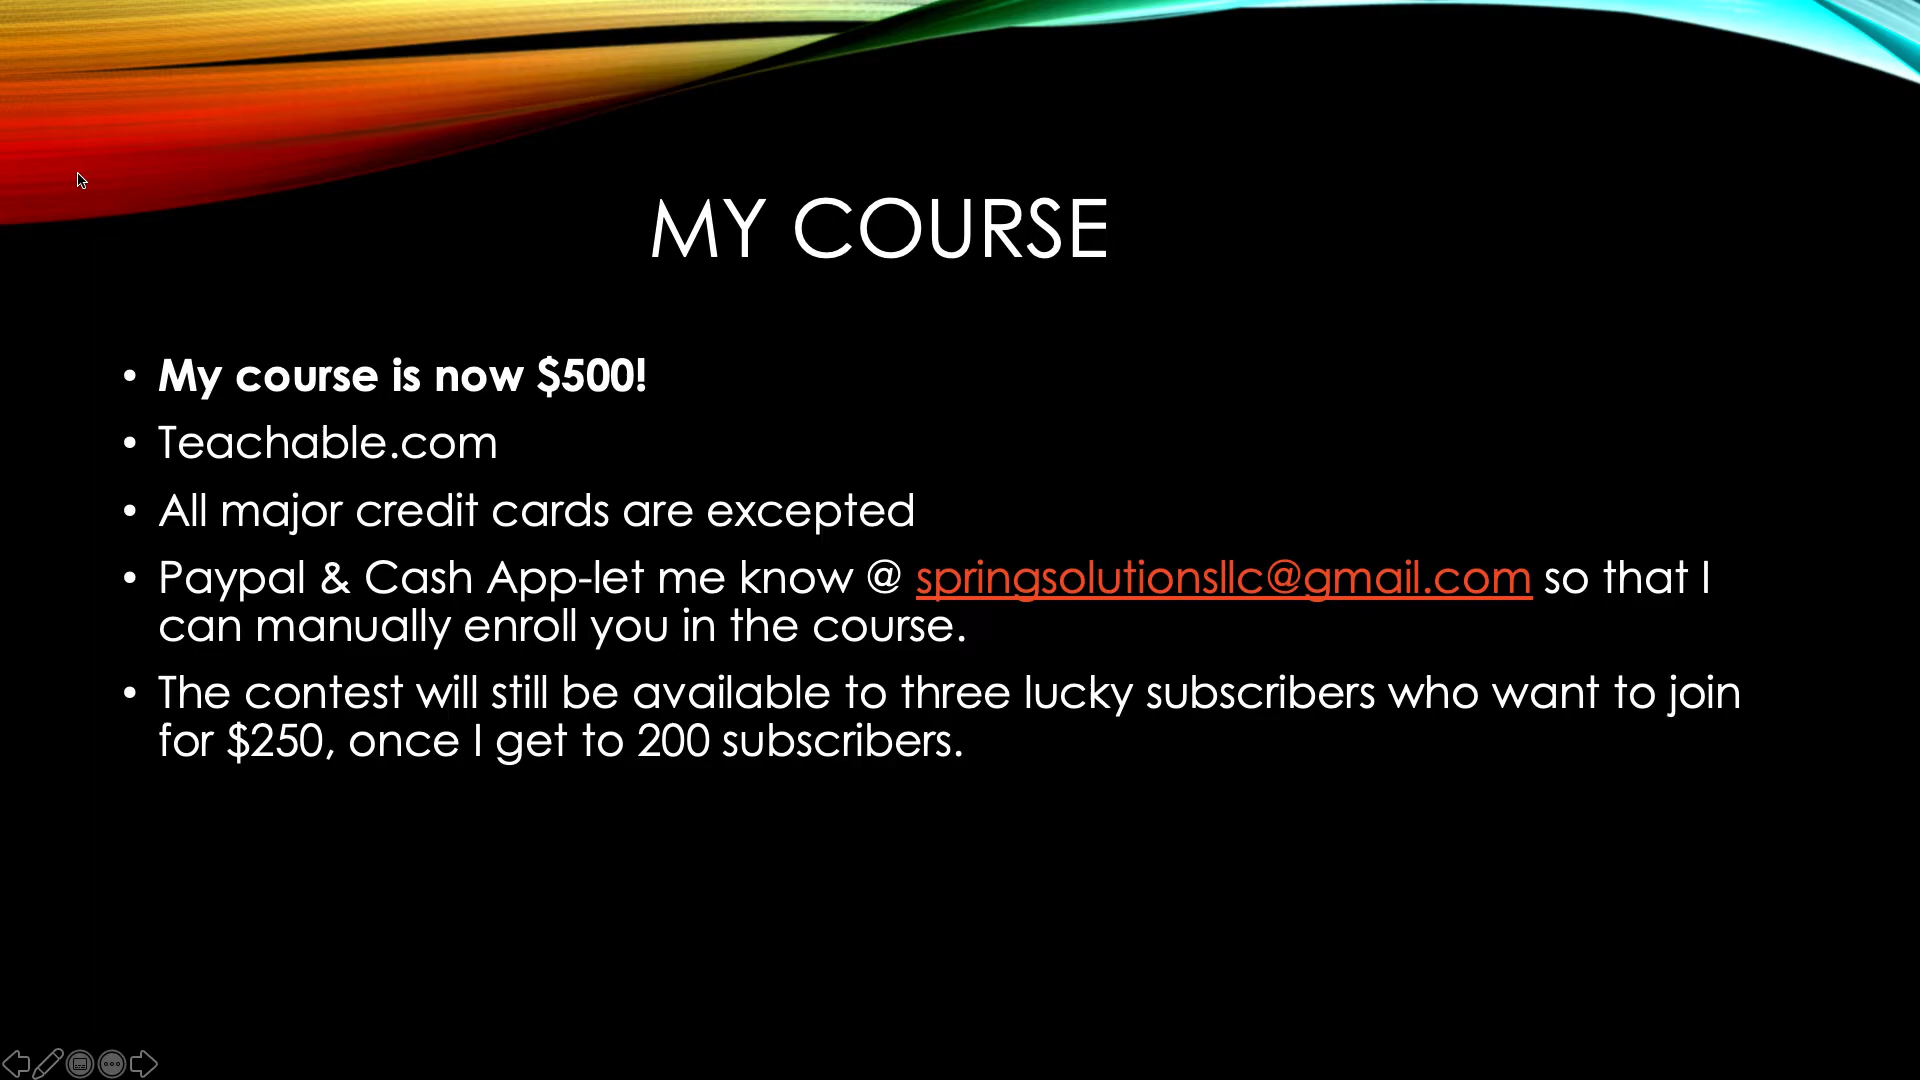 MY COURSE
• My course is now $500!
• Teachable.com
• All major credit cards are excepted
• Paypal & Cash App-let me know @ springsolutionsllc@gmail.com so that I
can manually enroll you in the course.
• The contest will still be available to three lucky subscribers who want to join
for $250, once I get to 200 subscribers.